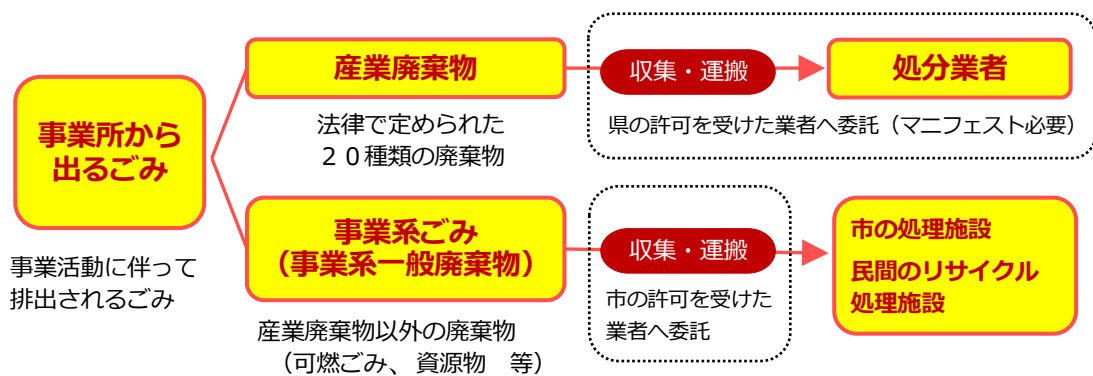 事業所から
出るごみ
事業活動に伴って
排出されるごみ
産業廃棄物
法律で定められた
２０種類の廃棄物
収集・運搬
処分業者
県の許可を受けた業者へ委託（マニフェスト必要）
事業系ごみ
（事業系一般廃棄物）
産業廃棄物以外の廃棄物
（可燃ごみ、資源物　等）
収集・運搬
市の許可を受けた
業者へ委託
市の処理施設
民間のリサイクル
処理施設